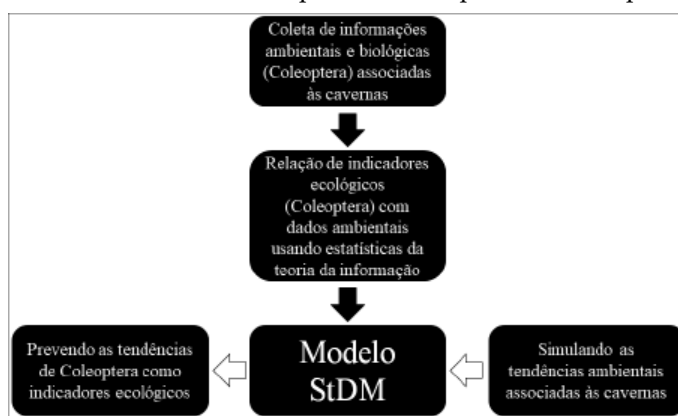 Coleta de informações
ambientais e biológicas
(Coleoptera) associadas
às cavernas
Relação de indicadores
ecológicos
(Coleoptera) com
dados ambientais
usando estatísticas da
teoria da informação
Prevendo as tendências
de Coleoptera como
indicadores ecológicos
Modelo
StDM
Simulando as
tendências ambientais
associadas às cavernas